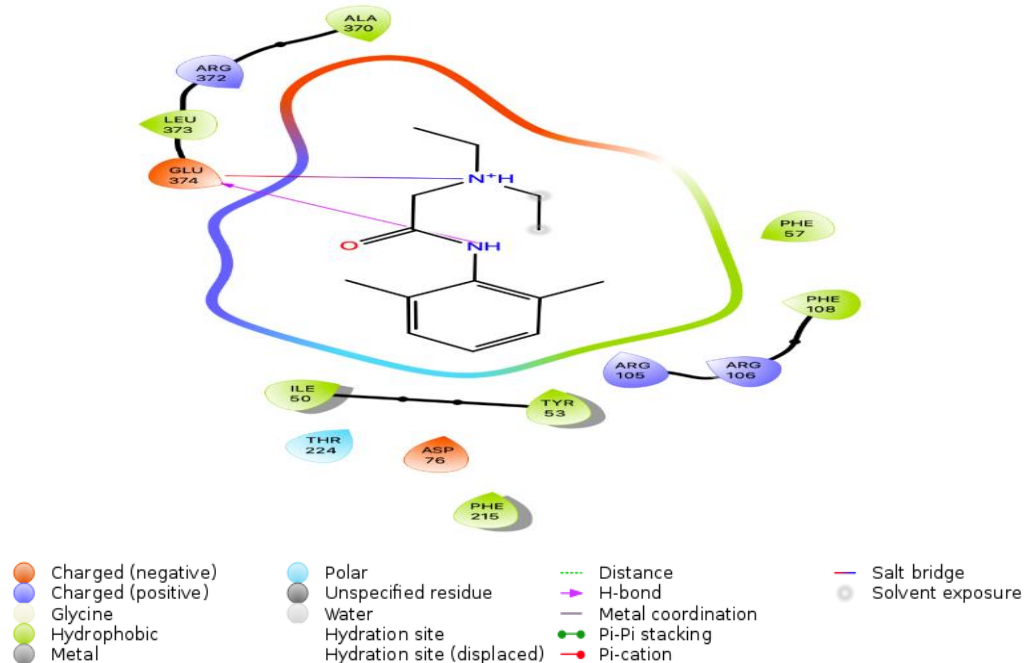 ALA
370
ARG
372
LEU
373
GLU
374
N⁺H
O
NH
PHE
57
PHE
108
ARG
105
ARG
106
ILE
50
TYR
53
THR
224
ASP
76
PHE
215
Charged (negative)
Charged (positive)
Glycine
Hydrophobic
Metal
Polar
Unspecified residue
Water
Hydration site
Hydration site (displaced)
Distance
H-bond
Metal coordination
Pi-Pi stacking
Pi-cation
Salt bridge
Solvent exposure